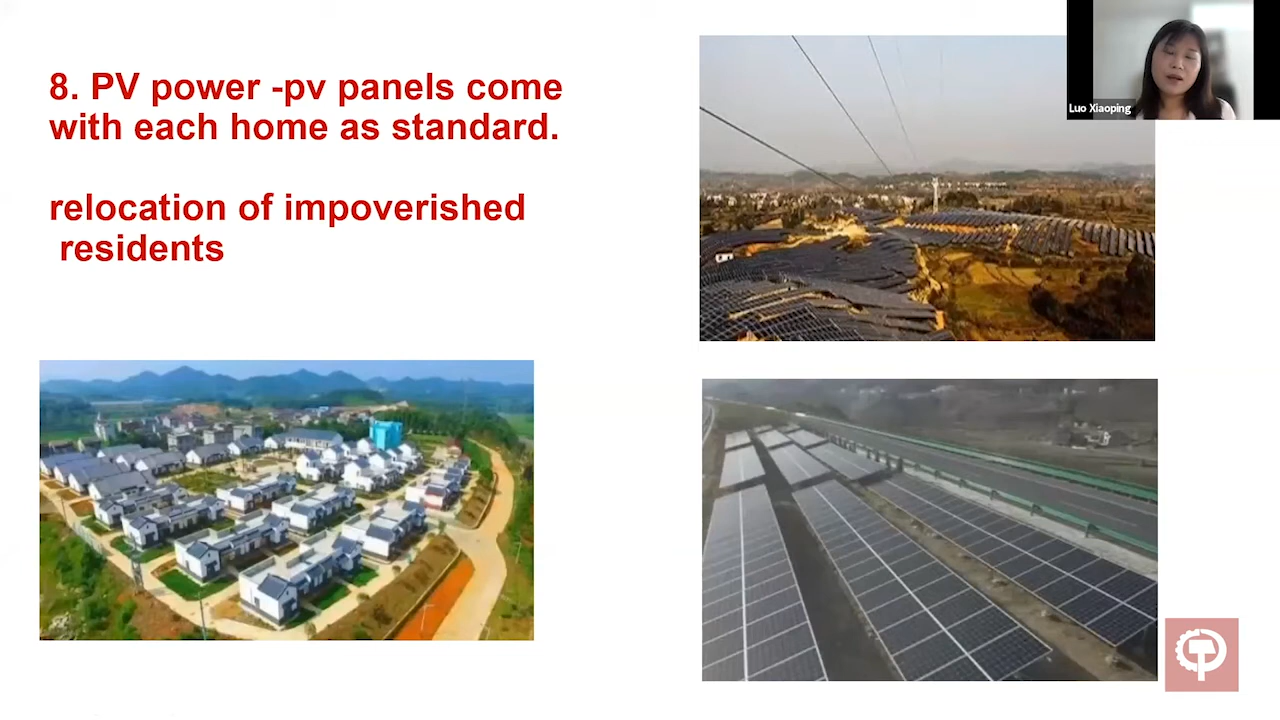 8. PV power -pv panels come
with each home as standard.
relocation of impoverished
residents
Luo Xiaoping